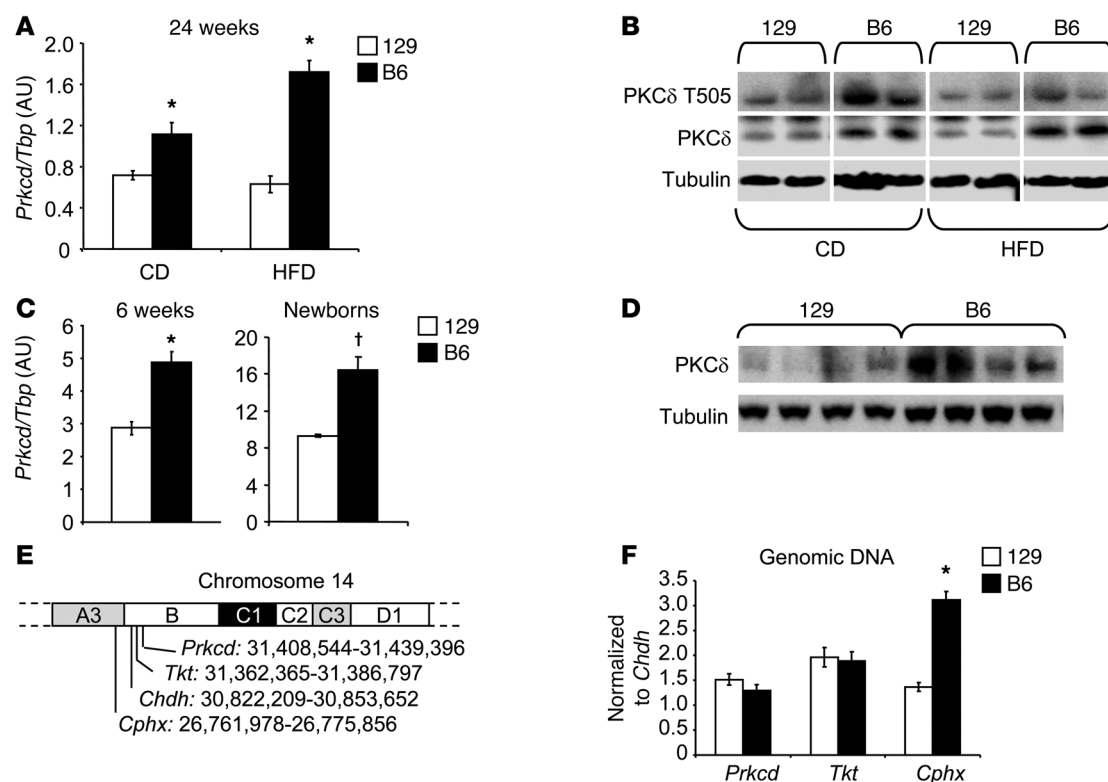 A
24 weeks
129
B6
Prkcd/Tbp (AU)
2.0
1.6
1.2
0.8
0.4
0
CD
HFD
B
129
B6
129
B6
PKCδ T505
PKCδ
Tubulin
CD
HFD
C
6 weeks
Newborns
129
B6
Prkcd/Tbp (AU)
6
5
4
3
2
1
0
20
16
12
8
4
0
*
†
D
129
B6
PKCδ
Tubulin
E
Chromosome 14
A3 B C1 C2 C3 D1
Prkcd: 31,408,544-31,439,396
Tkt: 31,362,365-31,386,797
Chdh: 30,822,209-30,853,652
Cphx: 26,761,978-26,775,856
F
Genomic DNA
129
B6
*
Normalized
to Chdh
3.5
3.0
2.5
2.0
1.5
1.0
0.5
0
Prkcd Tkt Cphx